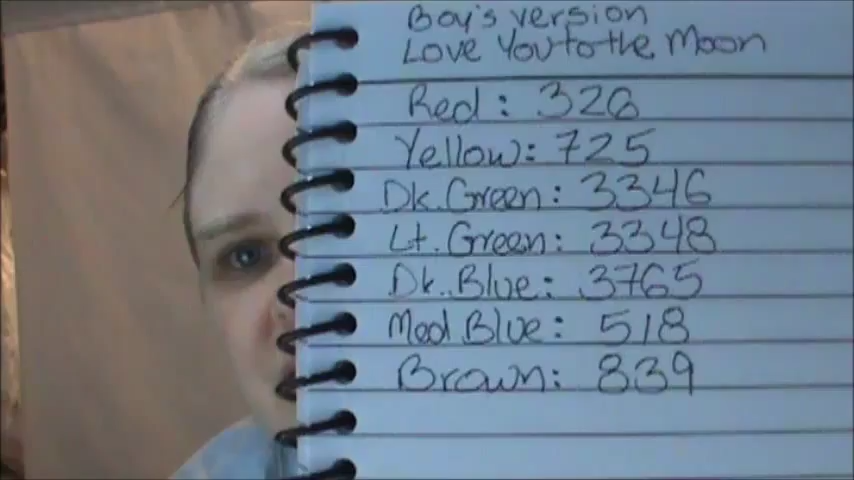 Boy's version
Love You to the Moon
Red: 326
Yellow: 725
Dk. Green: 3346
Lt. Green: 3348
Dk. Blue: 3765
Med Blue: 518
Brown: 839